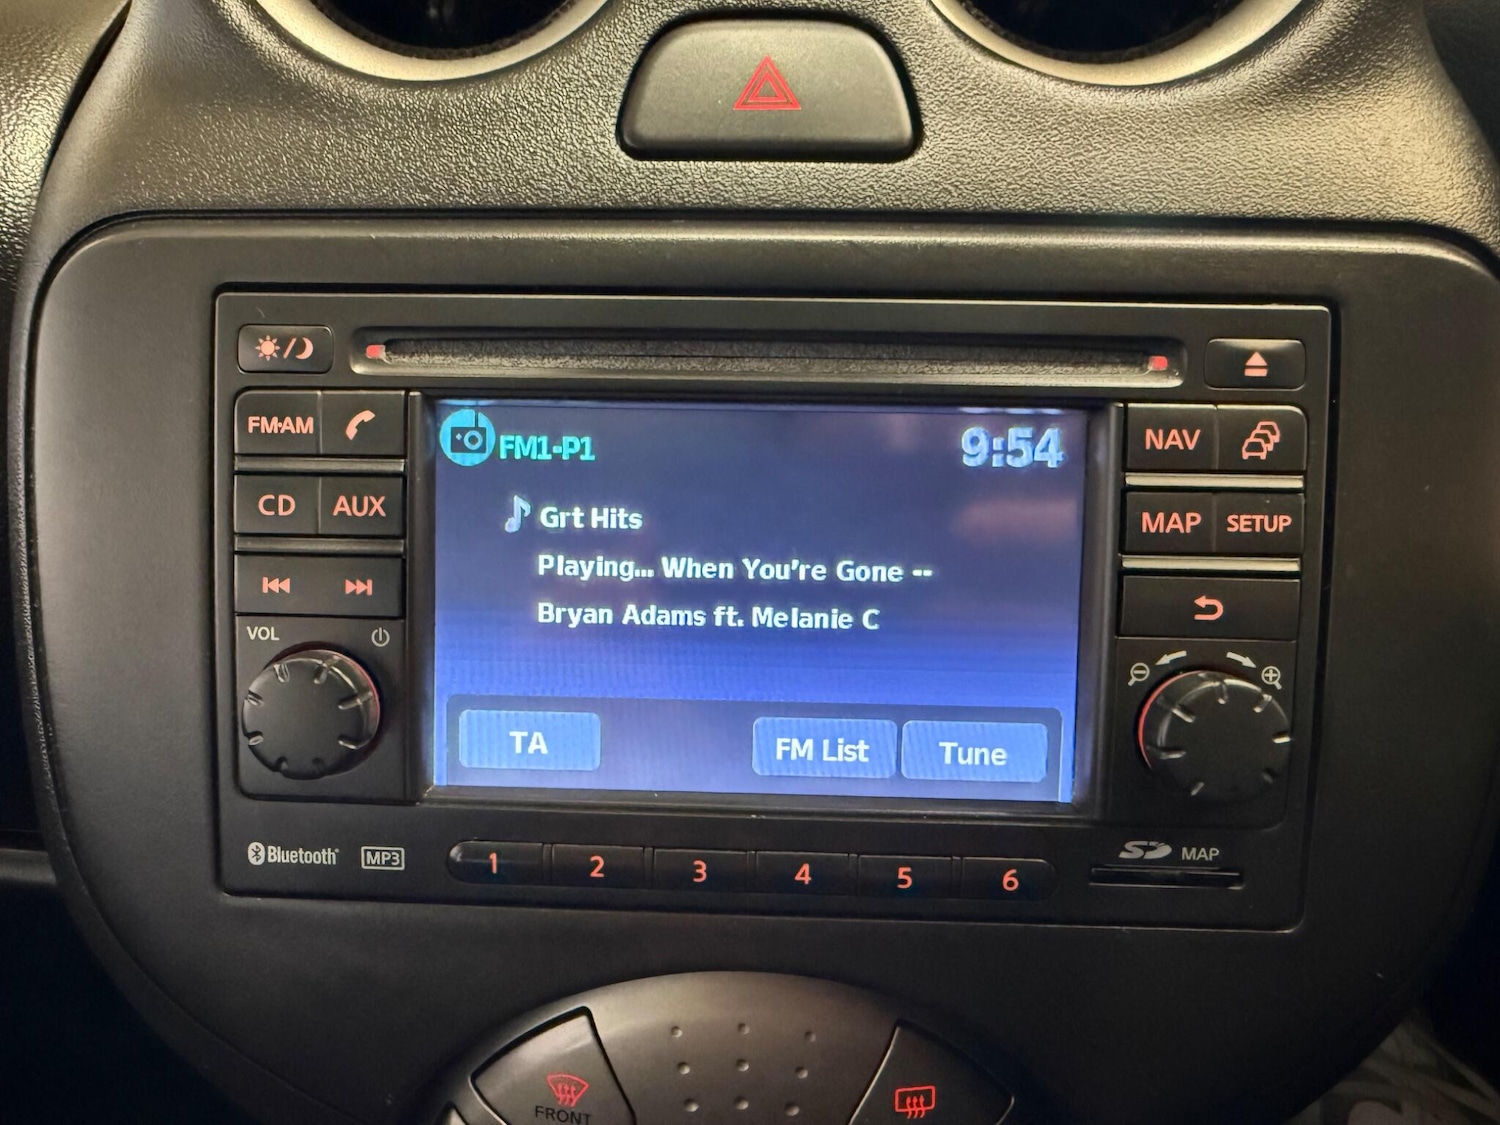 FM·AM
CD AUX
VOL
FM1-P1 9:54
Grt Hits
Playing... When You're Gone --
Bryan Adams ft. Melanie C
TA FM List Tune
NAV
MAP SETUP
Bluetooth® MP3
1 2 3 4 5 6
SD MAP
FRONT